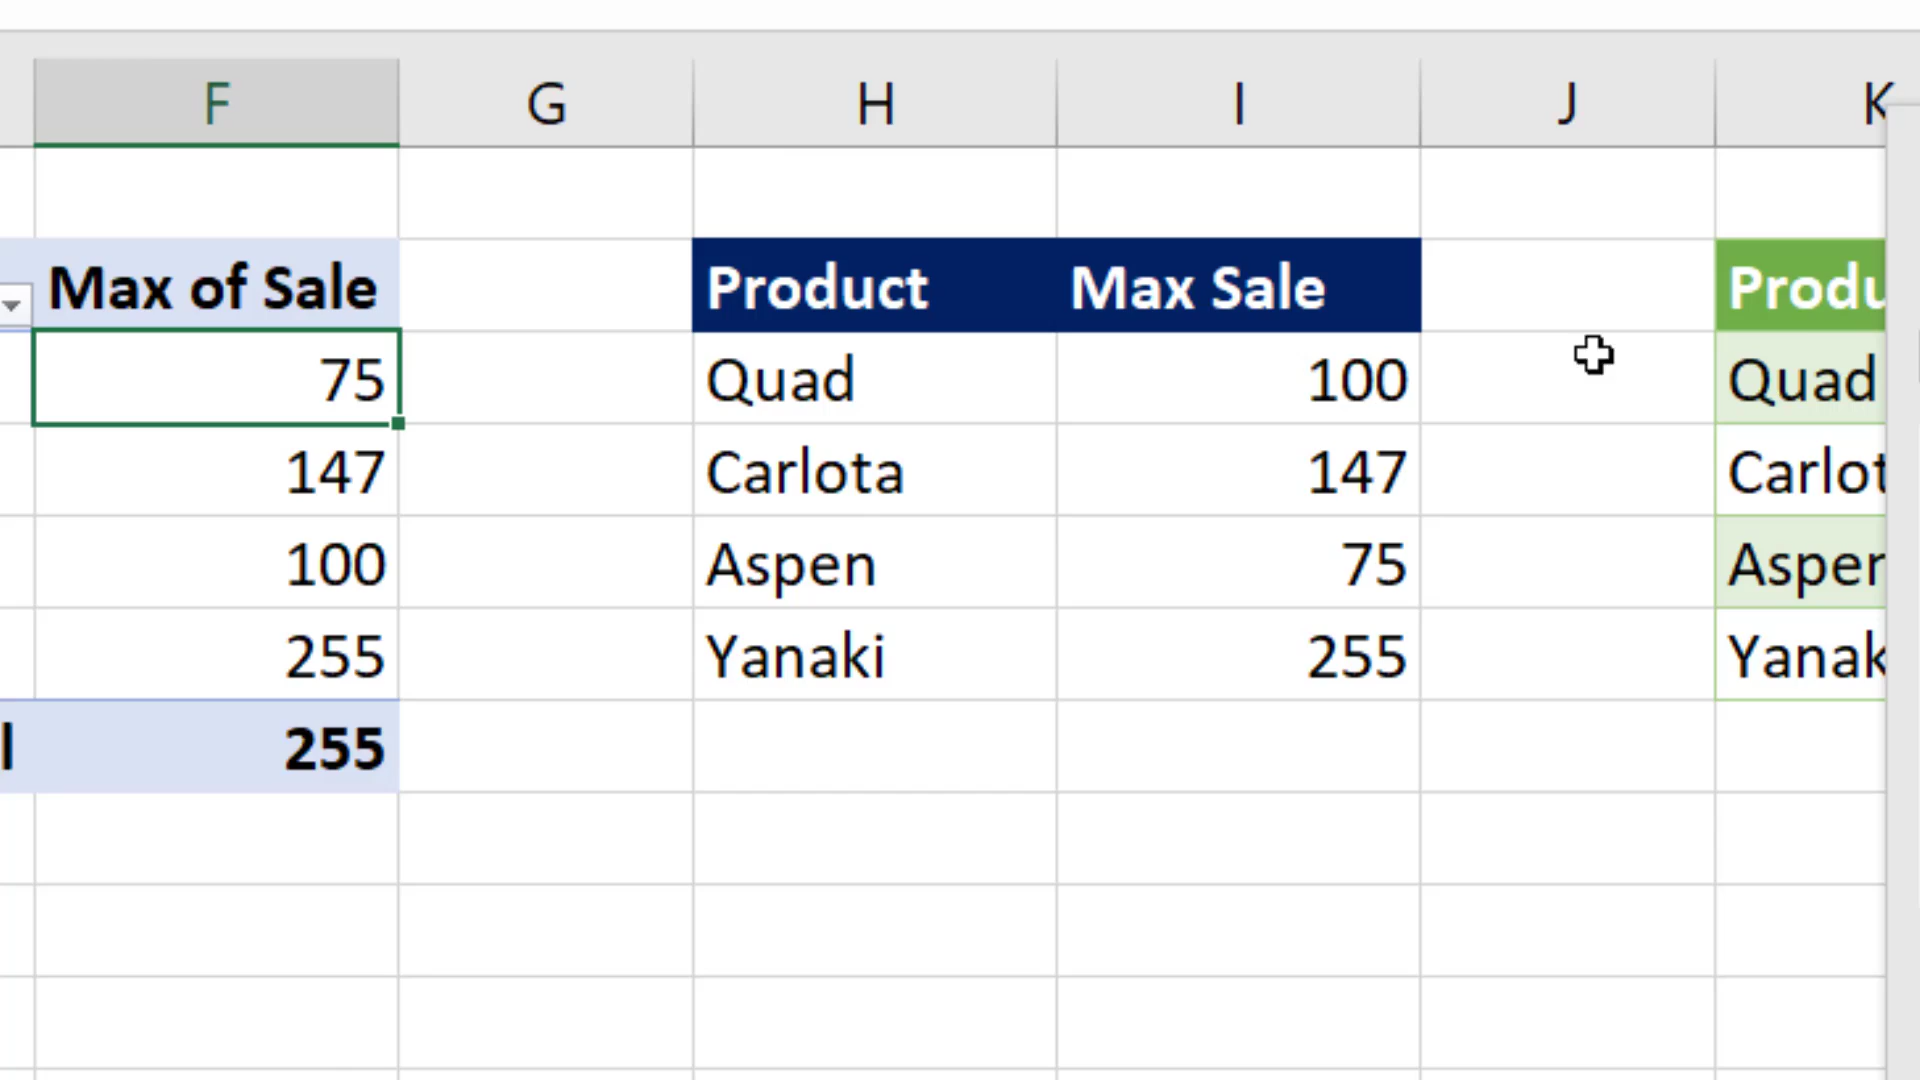 F G H I J K
Max of Sale Product Max Sale Produ
75 Quad 100 Quad
147 Carlota 147 Carlot
100 Aspen 75 Aspen
255 Yanaki 255 Yanak
l 255